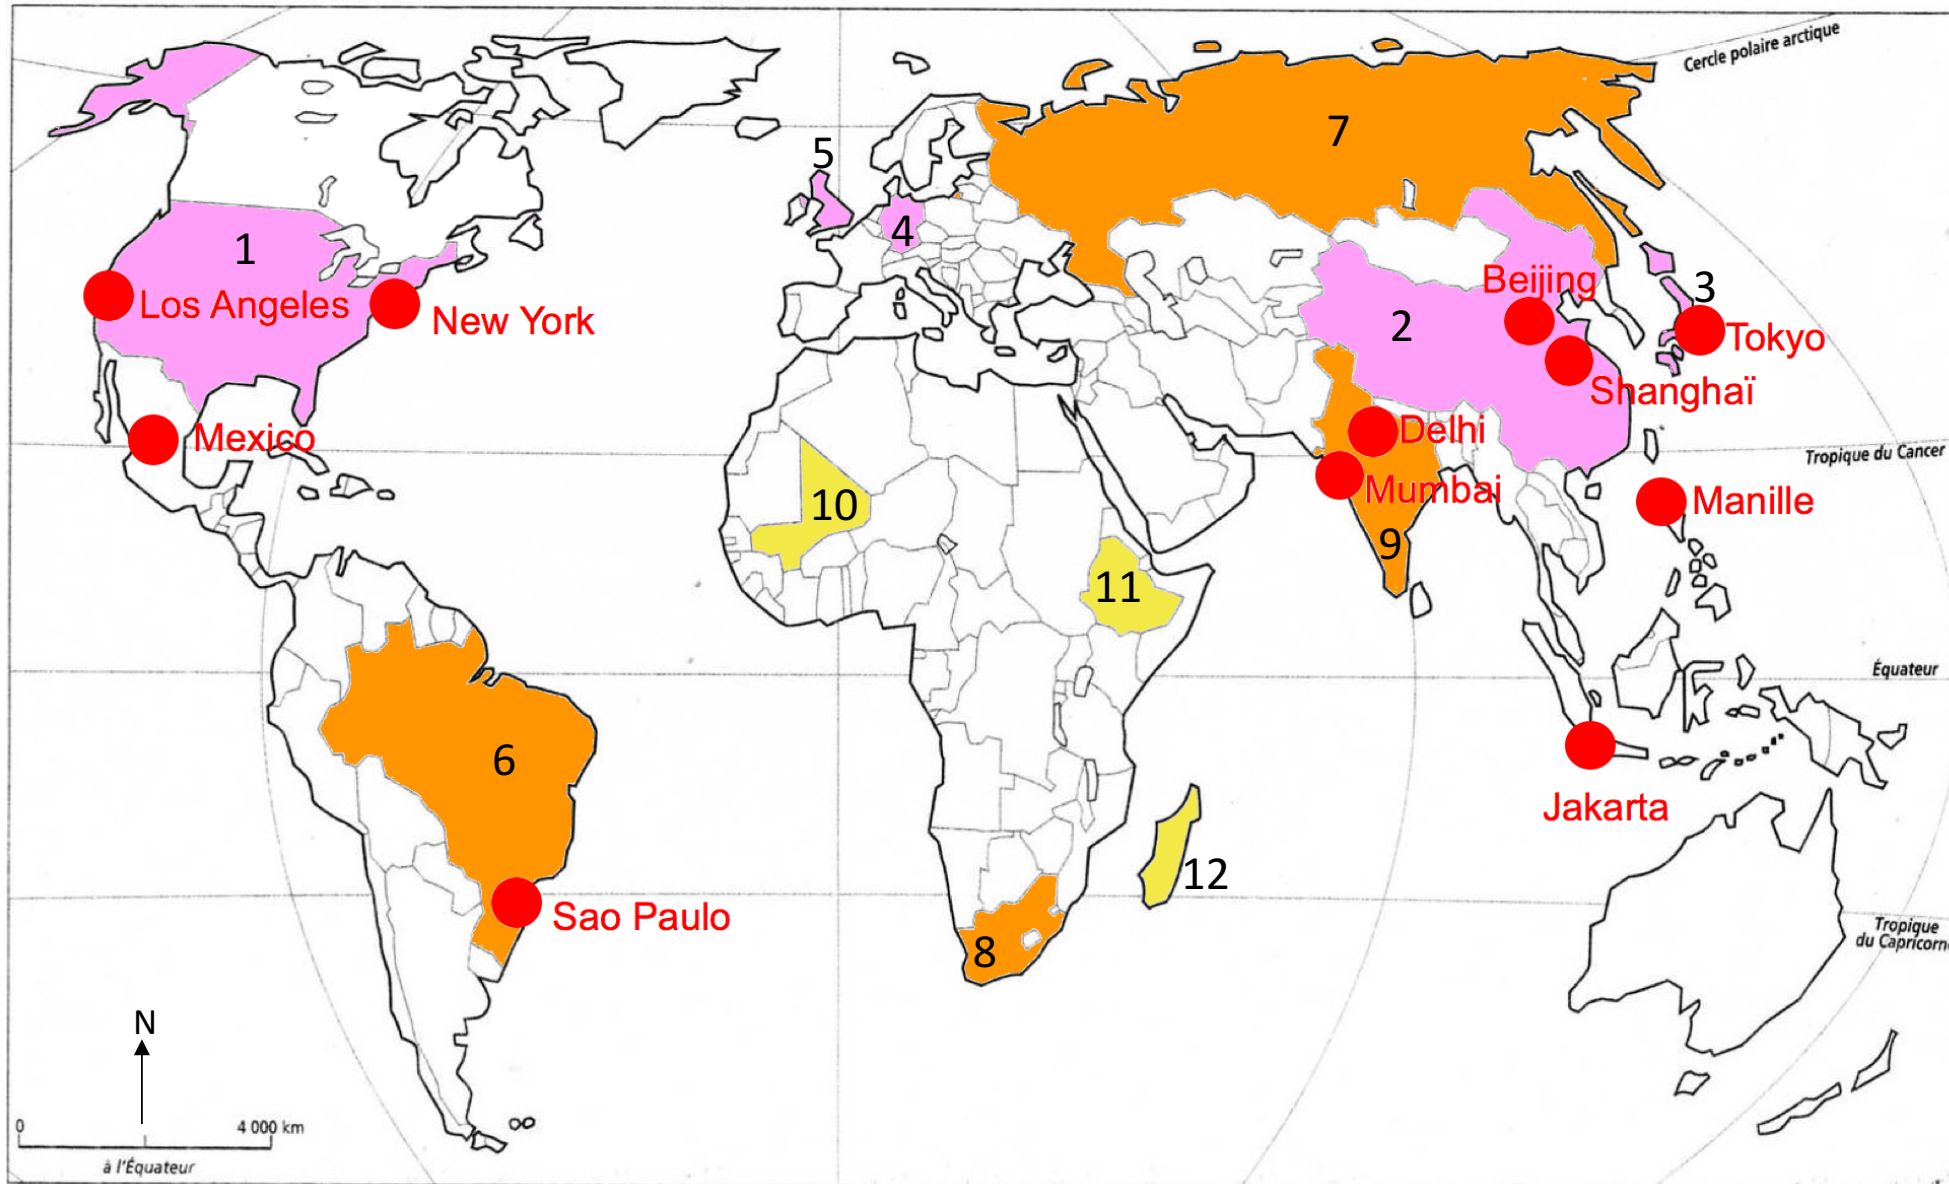 Cercle polaire arctique
7
5
4
1
Beijing
3
Los Angeles
New York
2
Tokyo
Shanghaï
Mexico
Delhi
Tropique du Cancer
Mumbai
10
Manille
9
11
Équateur
6
Jakarta
12
Sao Paulo
8
Tropique
du Capricorne
N
0
4 000 km
à l'Équateur